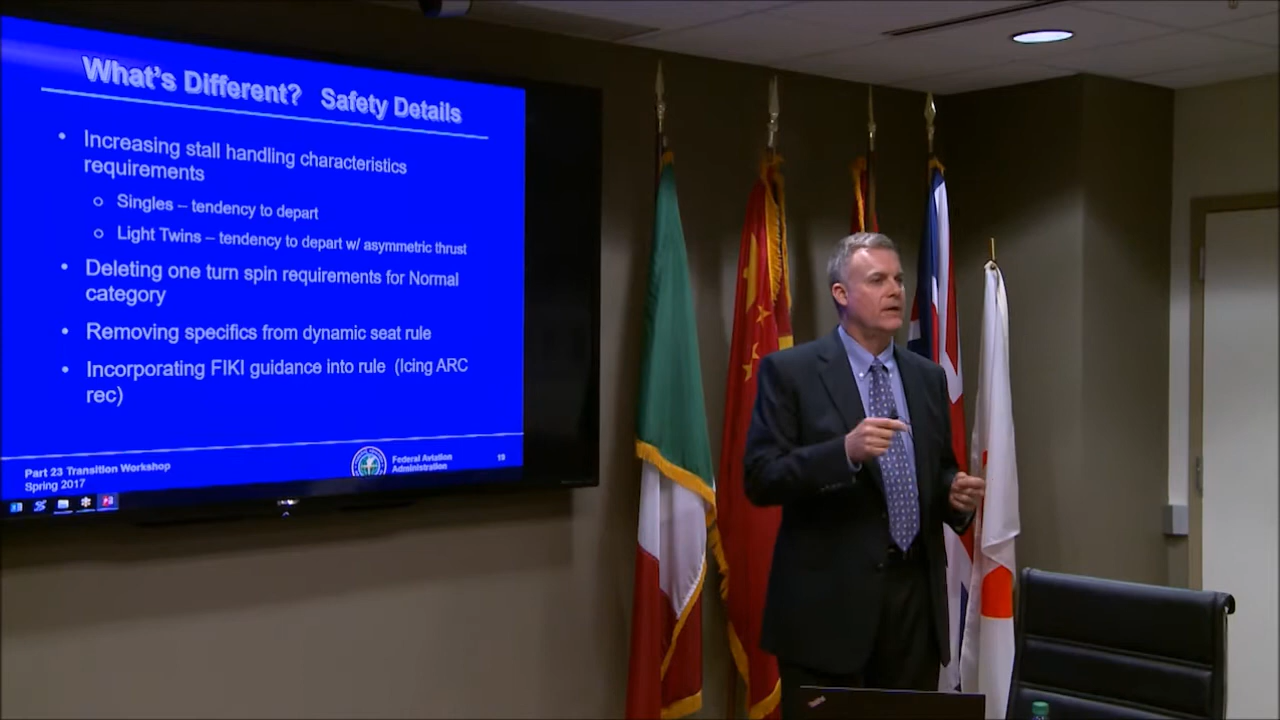 What's Different? Safety Details
• Increasing stall handling characteristics
requirements
o Singles – tendency to depart
o Light Twins – tendency to depart w/ asymmetric thrust
• Deleting one turn spin requirements for Normal
category
• Removing specifics from dynamic seat rule
• Incorporating FIKI guidance into rule (Icing ARC
rec)
Part 23 Transition Workshop
Spring 2017
Federal Aviation
Administration
19